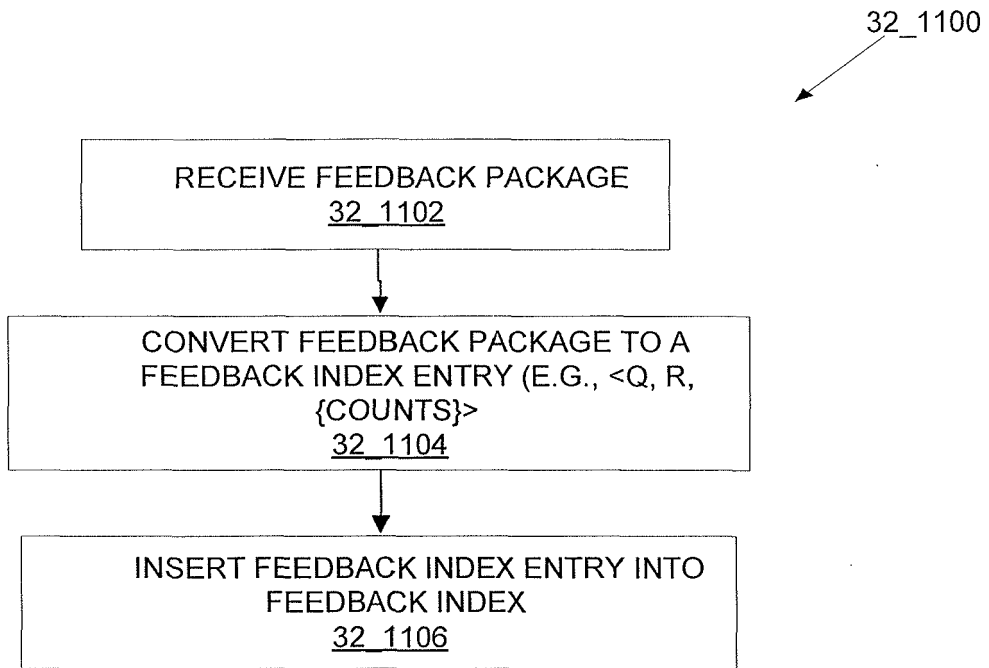 32_1100
RECEIVE FEEDBACK PACKAGE
32_1102
CONVERT FEEDBACK PACKAGE TO A
FEEDBACK INDEX ENTRY (E.G., <Q, R,
{COUNTS}>
32_1104
INSERT FEEDBACK INDEX ENTRY INTO
FEEDBACK INDEX
32_1106